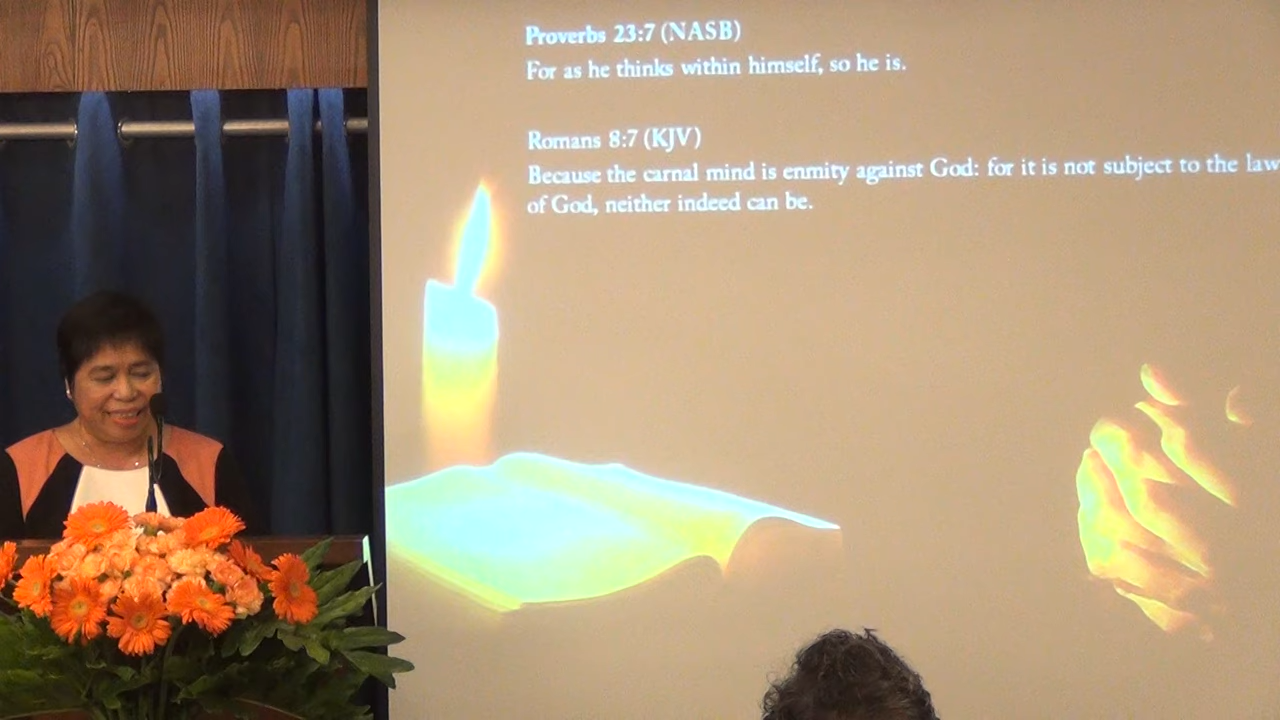 Proverbs 23:7 (NASB)
For as he thinks within himself, so he is.
Romans 8:7 (KJV)
Because the carnal mind is enmity against God: for it is not subject to the law
of God, neither indeed can be.